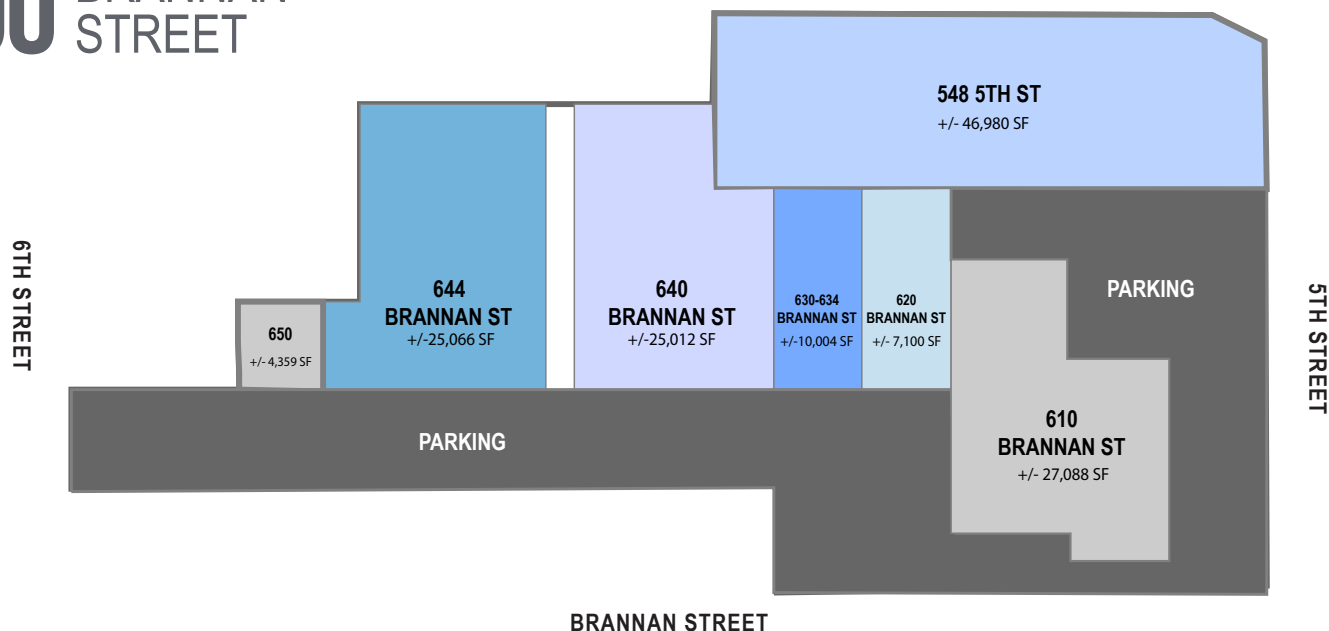 STREET
548 5TH ST
+/- 46,980 SF
6TH STREET
644
BRANNAN ST
+/-25,066 SF
640
BRANNAN ST
+/-25,012 SF
630-634
BRANNAN ST
+/-10,004 SF
620
BRANNAN ST
+/- 7,100 SF
PARKING
5TH STREET
650
+/- 4,359 SF
PARKING
610
BRANNAN ST
+/- 27,088 SF
BRANNAN STREET